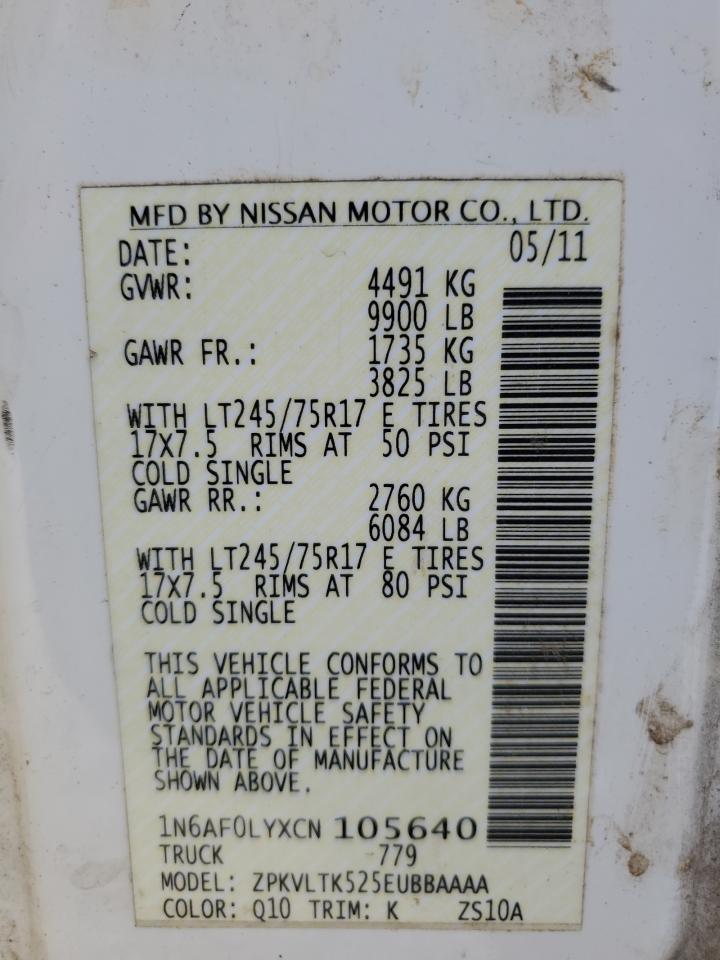 MFD BY NISSAN MOTOR CO., LTD.
DATE: 05/11
GVWR: 4491 KG
9900 LB
GAWR FR.: 1735 KG
3825 LB
WITH LT245/75R17 E TIRES
17X7.5 RIMS AT 50 PSI
COLD SINGLE
GAWR RR.: 2760 KG
6084 LB
WITH LT245/75R17 E TIRES
17X7.5 RIMS AT 80 PSI
COLD SINGLE
THIS VEHICLE CONFORMS TO
ALL APPLICABLE FEDERAL
MOTOR VEHICLE SAFETY
STANDARDS IN EFFECT ON
THE DATE OF MANUFACTURE
SHOWN ABOVE.
1N6AF0LYXCN 105640
TRUCK -779
MODEL: ZPKVLTK525EUBBAAAA
COLOR: Q10 TRIM: K ZS10A